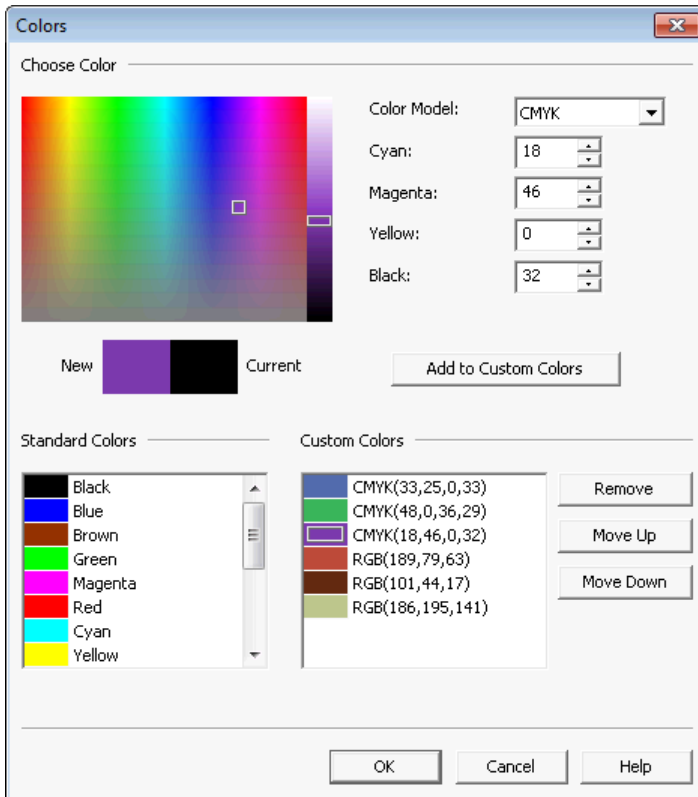 Colors
Choose Color
Color Model: CMYK
Cyan: 18
Magenta: 46
Yellow: 0
Black: 32
New Current Add to Custom Colors
Standard Colors Custom Colors
Black CMYK(33,25,0,33) Remove
Blue CMYK(48,0,36,29)
Brown CMYK(18,46,0,32) Move Up
Green RGB(189,79,63)
Magenta RGB(101,44,17) Move Down
Red RGB(186,195,141)
Cyan
Yellow
OK Cancel Help